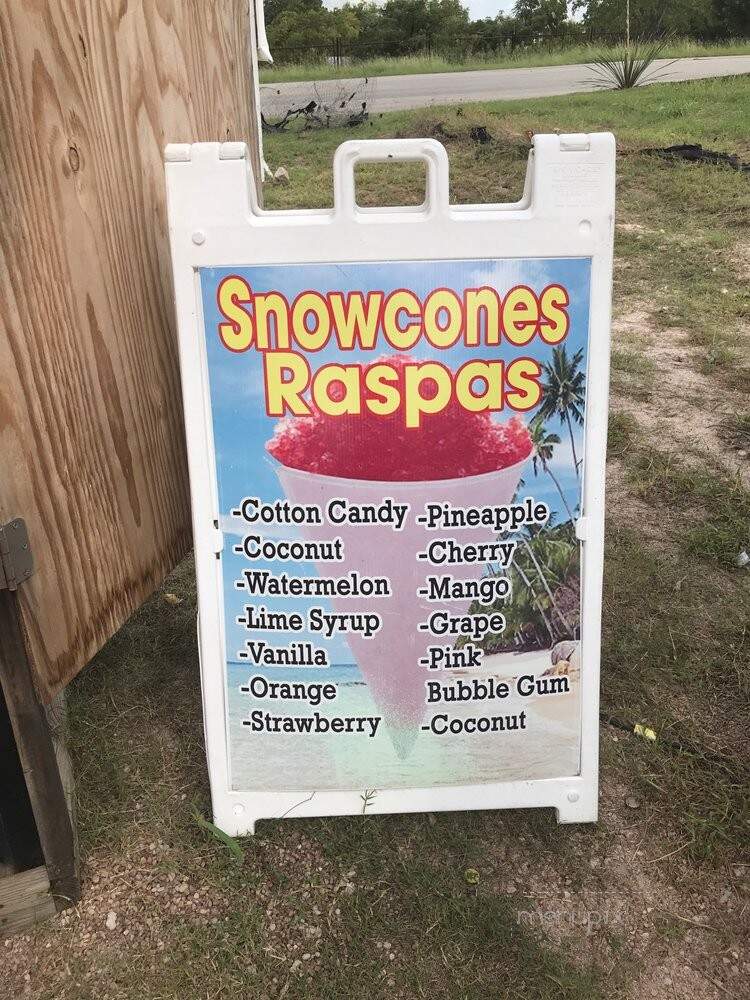 Snowcones
Raspas
-Cotton Candy
-Coconut
-Watermelon
-Lime Syrup
-Vanilla
-Orange
-Strawberry
-Pineapple
-Cherry
-Mango
-Grape
-Pink
Bubble Gum
-Coconut
menupix